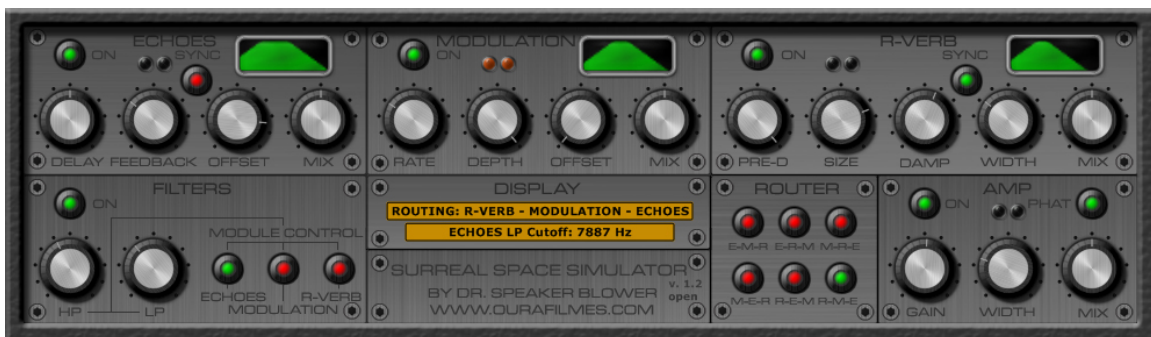 ECHOES
ON
SYNC
DELAY FEEDBACK OFFSET MIX
MODULATION
ON
RATE DEPTH OFFSET MIX
R-VERB
ON
SYNC
PRE-D SIZE DAMP WIDTH MIX
FILTERS
ON
MODULE CONTROL
ECHOES R-VERB
MODULATION
HP LP
DISPLAY
ROUTING: R-VERB - MODULATION - ECHOES
ECHOES LP Cutoff: 7887 Hz
SURREAL SPACE SIMULATOR
v. 1.2
BY DR. SPEAKER BLOWER
open
WWW.OURAFILMES.COM
ROUTER
E-M-R E-R-M M-R-E
M-E-R R-E-M R-M-E
AMP
ON PHAT
GAIN WIDTH MIX